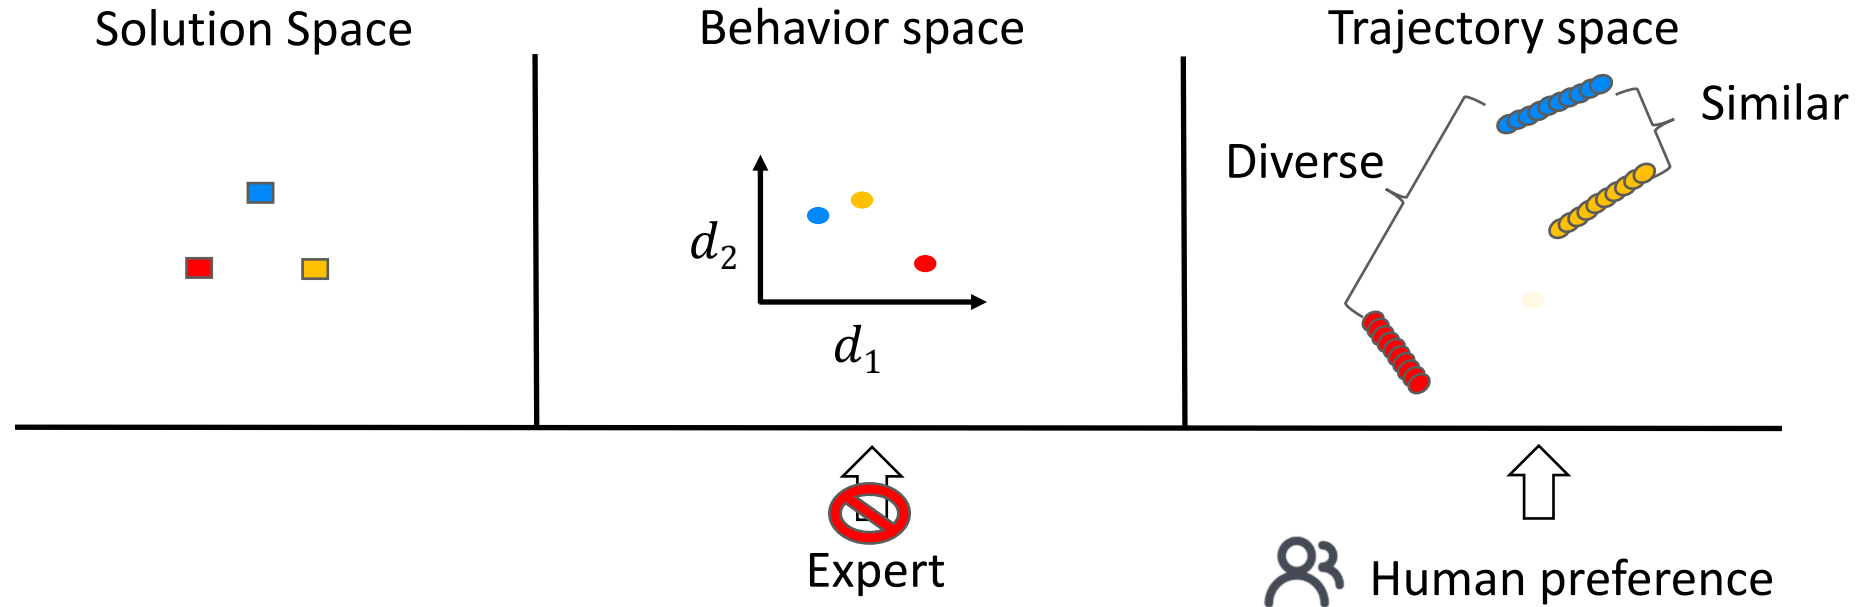 Solution Space
Behavior space
Trajectory space
Similar
Diverse
d₂
d₁
Expert
Human preference